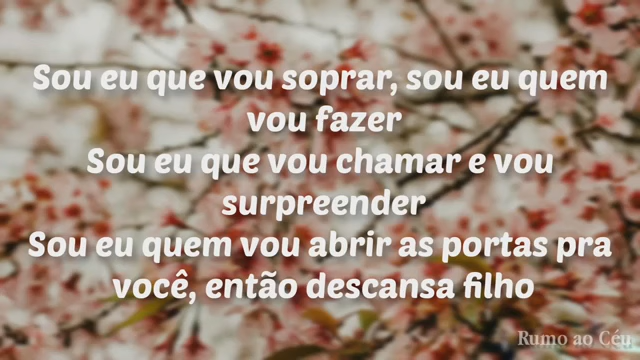 Sou eu que vou soprar, sou eu quem
vou fazer
Sou eu que vou chamar e vou
surpreender
Sou eu quem vou abrir as portas pra
você, então descansa filho
Rumo ao Céu